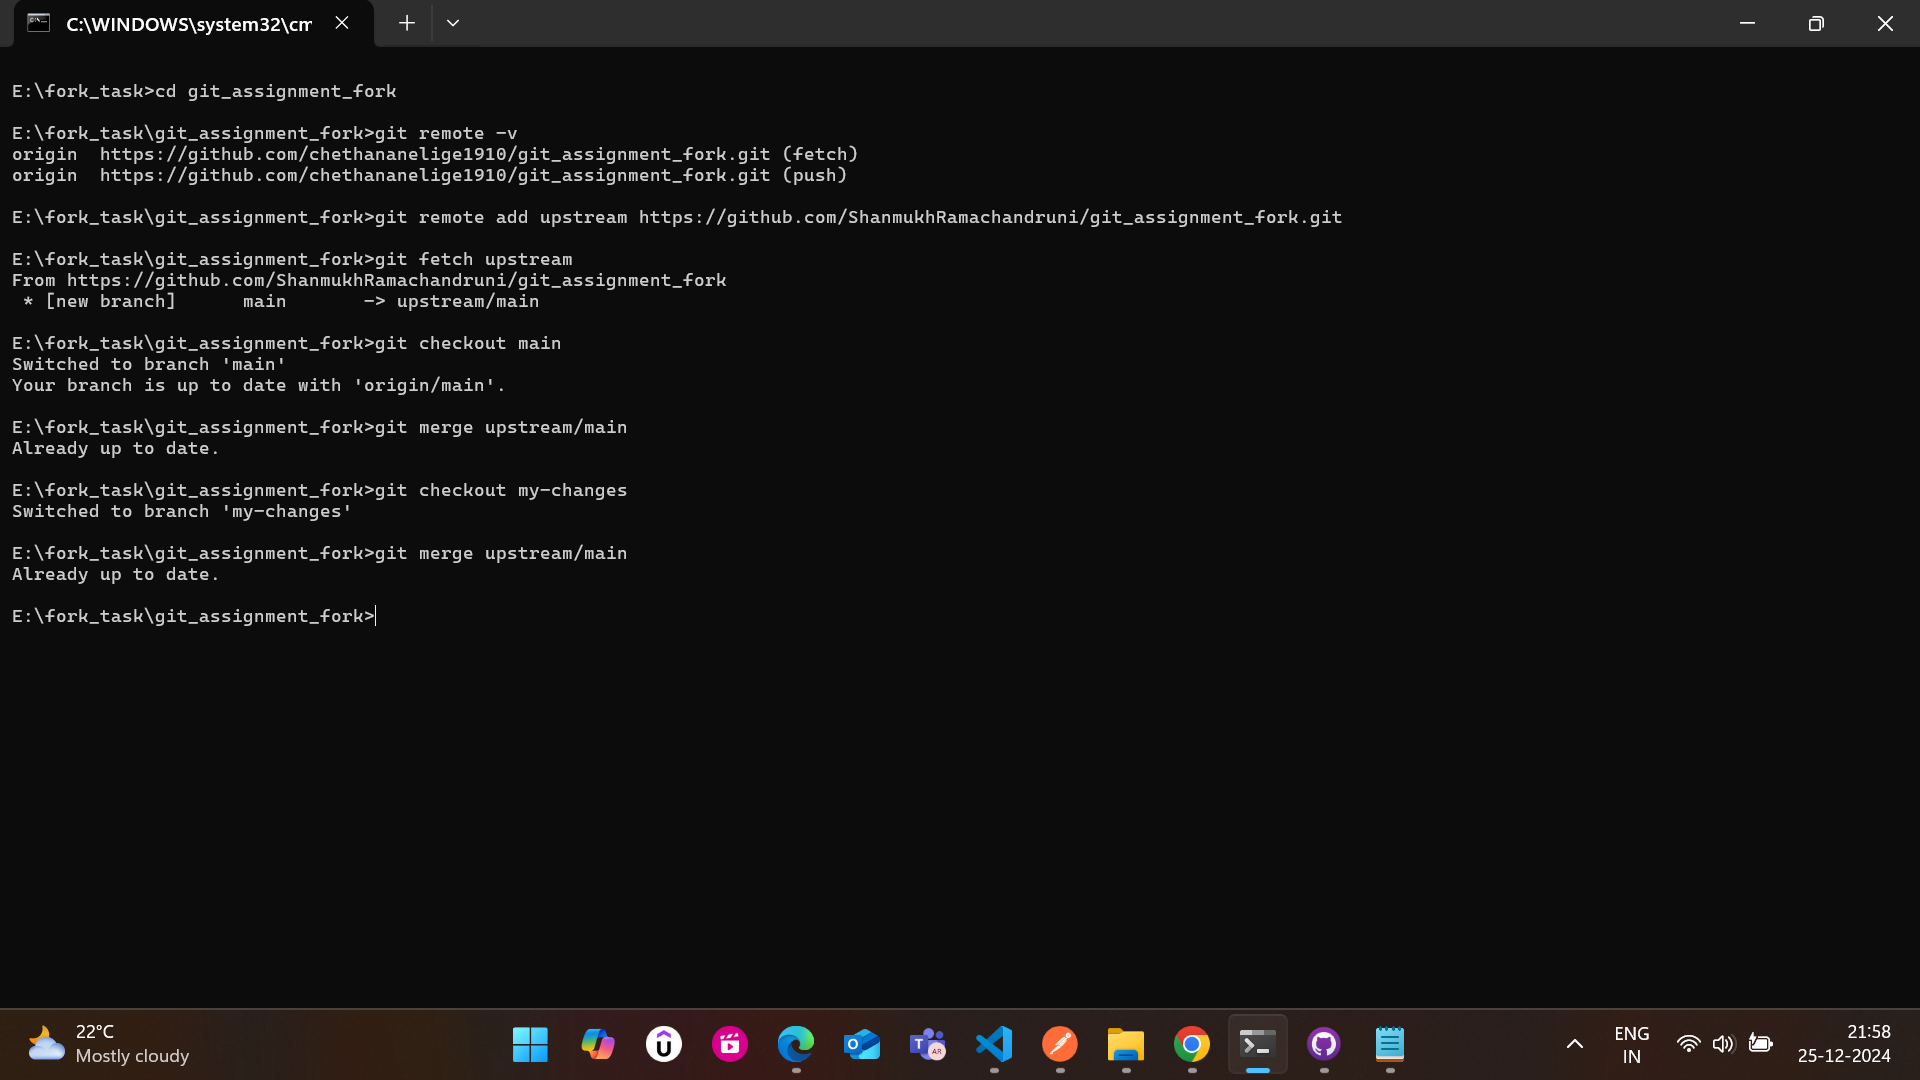 C:\WINDOWS\system32\cm
E:\fork_task>cd git_assignment_fork
E:\fork_task\git_assignment_fork>git remote -v
origin  https://github.com/chethananelige1910/git_assignment_fork.git (fetch)
origin  https://github.com/chethananelige1910/git_assignment_fork.git (push)
E:\fork_task\git_assignment_fork>git remote add upstream https://github.com/ShanmukhRamachandruni/git_assignment_fork.git
E:\fork_task\git_assignment_fork>git fetch upstream
From https://github.com/ShanmukhRamachandruni/git_assignment_fork
 * [new branch]      main       -> upstream/main
E:\fork_task\git_assignment_fork>git checkout main
Switched to branch 'main'
Your branch is up to date with 'origin/main'.
E:\fork_task\git_assignment_fork>git merge upstream/main
Already up to date.
E:\fork_task\git_assignment_fork>git checkout my-changes
Switched to branch 'my-changes'
E:\fork_task\git_assignment_fork>git merge upstream/main
Already up to date.
E:\fork_task\git_assignment_fork>
22°C
Mostly cloudy
T
AR
ENG
IN
21:58
25-12-2024